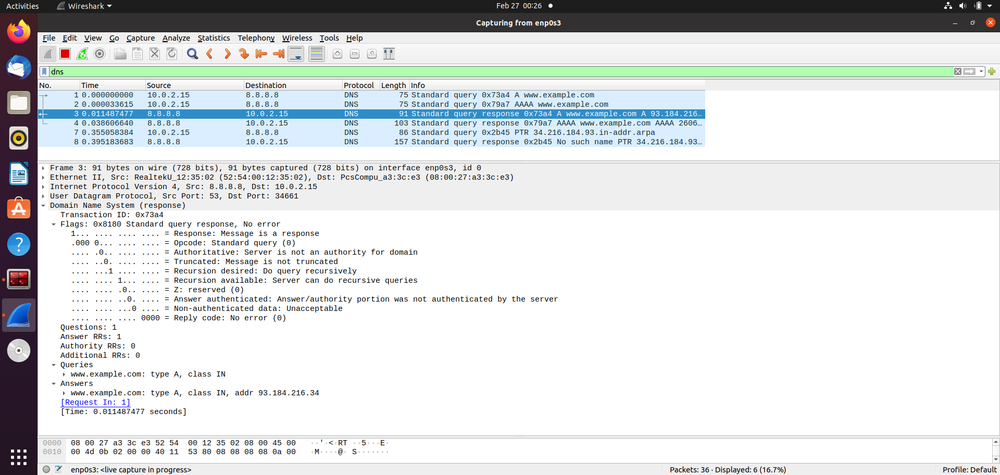 Activities Wireshark Feb 27 00:26
Capturing from enp0s3
File Edit View Go Capture Analyze Statistics Telephony Wireless Tools Help
dns
No. Time Source Destination Protocol Length Info
1 0.000000000 10.0.2.15 8.8.8.8 DNS 75 Standard query 0x73a4 A www.example.com
2 0.000033615 10.0.2.15 8.8.8.8 DNS 75 Standard query 0x79a7 AAAA www.example.com
3 0.011487477 8.8.8.8 10.0.2.15 DNS 91 Standard query response 0x73a4 A www.example.com A 93.184.216…
4 0.038606640 8.8.8.8 10.0.2.15 DNS 103 Standard query response 0x79a7 AAAA www.example.com AAAA 2606…
7 0.355058384 10.0.2.15 8.8.8.8 DNS 86 Standard query 0x2b45 PTR 34.216.184.93.in-addr.arpa
8 0.395183683 8.8.8.8 10.0.2.15 DNS 157 Standard query response 0x2b45 No such name PTR 34.216.184.93…
Frame 3: 91 bytes on wire (728 bits), 91 bytes captured (728 bits) on interface enp0s3, id 0
Ethernet II, Src: RealtekU_12:35:02 (52:54:00:12:35:02), Dst: PcsCompu_a3:3c:e3 (08:00:27:a3:3c:e3)
Internet Protocol Version 4, Src: 8.8.8.8, Dst: 10.0.2.15
User Datagram Protocol, Src Port: 53, Dst Port: 34661
Domain Name System (response)
Transaction ID: 0x73a4
Flags: 0x8180 Standard query response, No error
1... .... .... .... = Response: Message is a response
.000 0... .... .... = Opcode: Standard query (0)
.... .0.. .... .... = Authoritative: Server is not an authority for domain
.... ..0. .... .... = Truncated: Message is not truncated
.... ...1 .... .... = Recursion desired: Do query recursively
.... .... 1... .... = Recursion available: Server can do recursive queries
.... .... .0.. .... = Z: reserved (0)
.... .... ..0. .... = Answer authenticated: Answer/authority portion was not authenticated by the server
.... .... ...0 .... = Non-authenticated data: Unacceptable
.... .... .... 0000 = Reply code: No error (0)
Questions: 1
Answer RRs: 1
Authority RRs: 0
Additional RRs: 0
Queries
www.example.com: type A, class IN
Answers
www.example.com: type A, class IN, addr 93.184.216.34
[Request In: 1]
[Time: 0.011487477 seconds]
0000 08 00 27 a3 3c e3 52 54 00 12 35 02 08 00 45 00 ··'·<·RT ··5···E·
0010 00 4d 0b 02 00 00 40 11 53 80 08 08 08 08 0a 00 ·M····@· S·······
enp0s3: <live capture in progress> Packets: 36 · Displayed: 6 (16.7%) Profile: Default